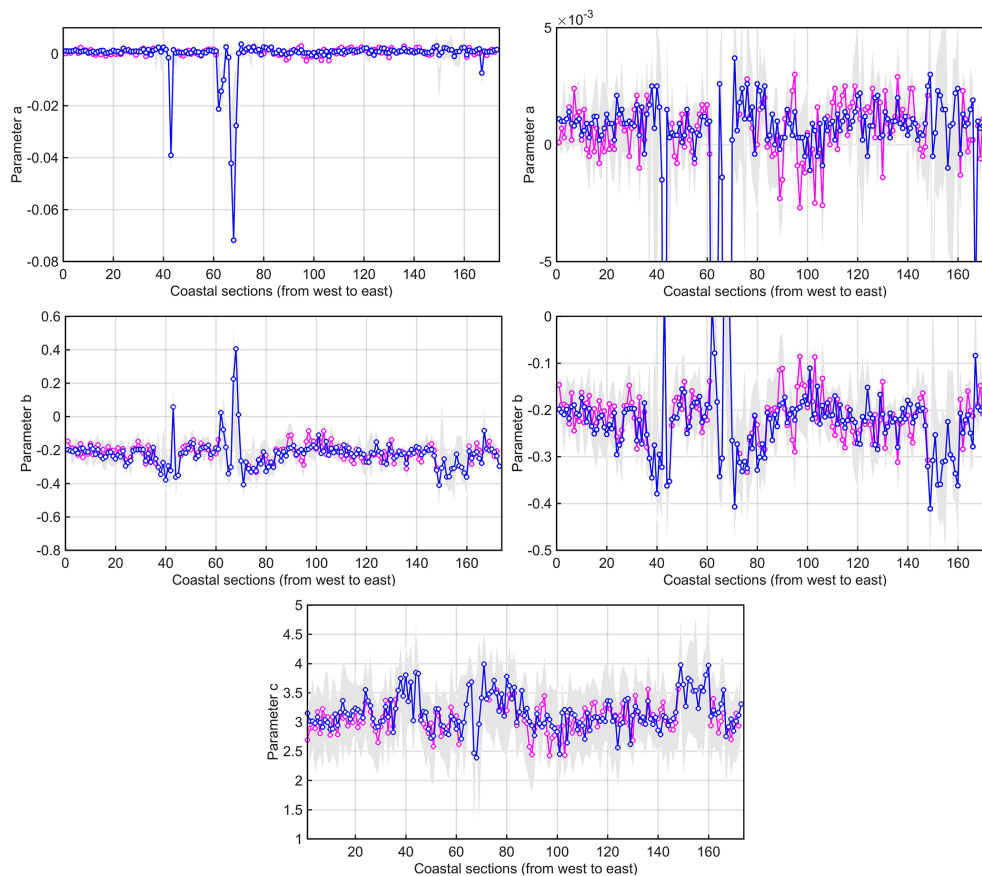 0
-0.02
-0.04
-0.06
-0.08
Parameter a
0 20 40 60 80 100 120 140 160
Coastal sections (from west to east)
×10⁻³
5
0
-5
Parameter a
0 20 40 60 80 100 120 140 160
Coastal sections (from west to east)
0.6
0.4
0.2
0
-0.2
-0.4
-0.6
-0.8
Parameter b
0 20 40 60 80 100 120 140 160
Coastal sections (from west to east)
0
-0.1
-0.2
-0.3
-0.4
-0.5
Parameter b
0 20 40 60 80 100 120 140 160
Coastal sections (from west to east)
5
4.5
4
3.5
3
2.5
2
1.5
1
Parameter c
20 40 60 80 100 120 140 160
Coastal sections (from west to east)